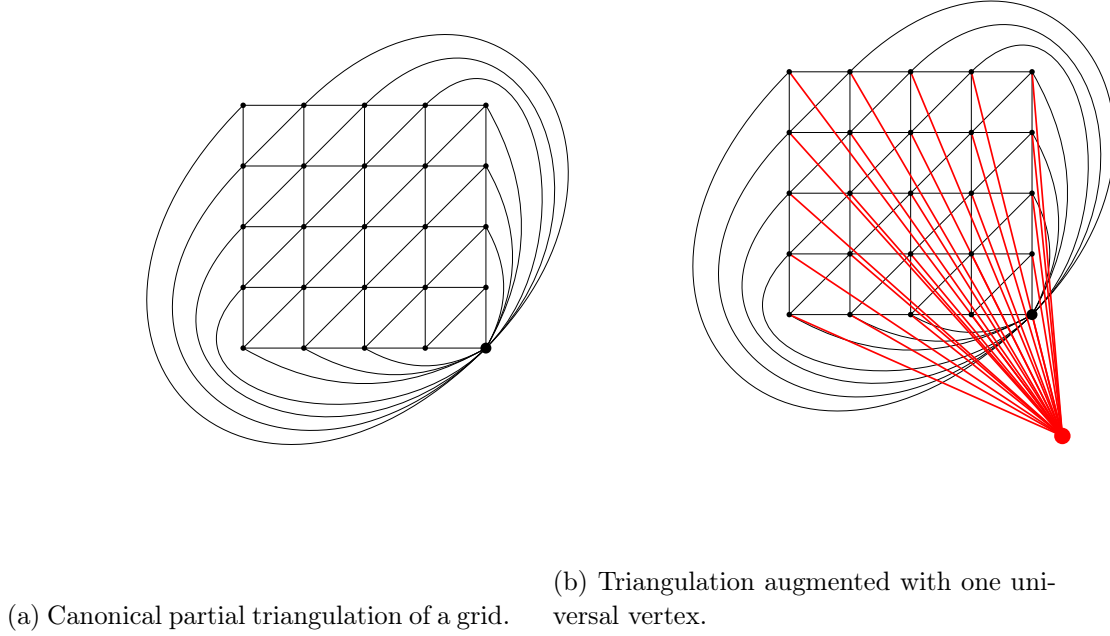 (a) Canonical partial triangulation of a grid.
(b) Triangulation augmented with one uni-
versal vertex.